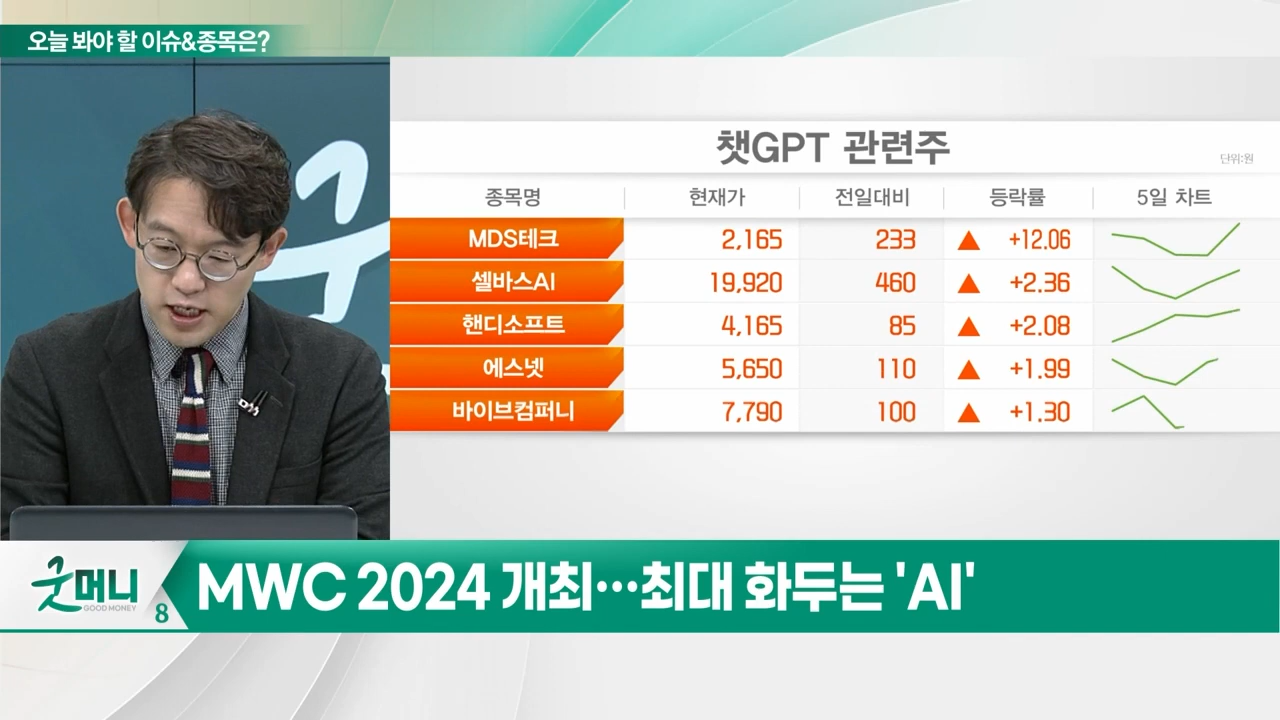 오늘 봐야 할 이슈&종목은?
챗GPT 관련주
단위:원
종목명 현재가 전일대비 등락률 5일 차트
MDS테크 2,165 233 ▲ +12.06
셀바스AI 19,920 460 ▲ +2.36
핸디소프트 4,165 85 ▲ +2.08
에스넷 5,650 110 ▲ +1.99
바이브컴퍼니 7,790 100 ▲ +1.30
굿머니
GOOD MONEY
8
MWC 2024 개최…최대 화두는 'AI'